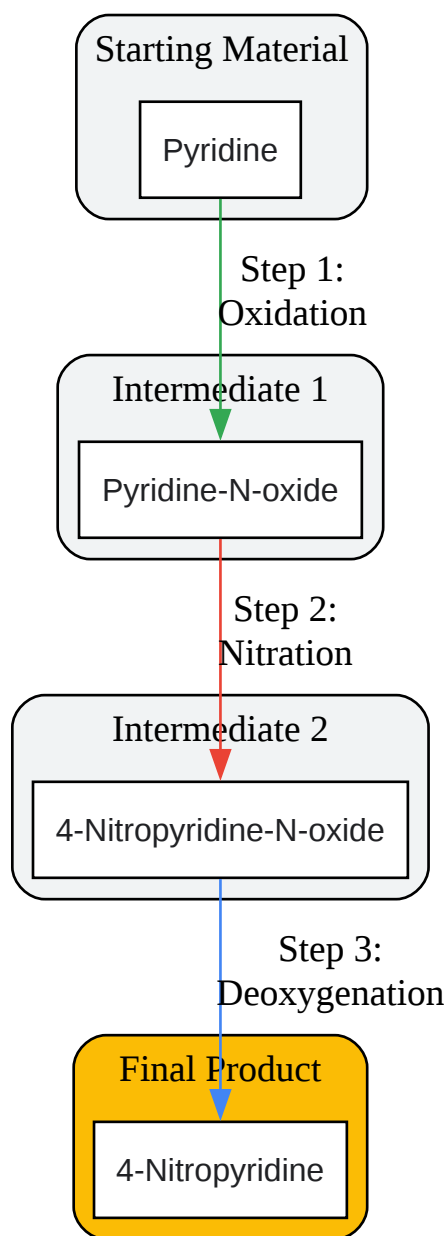 Starting Material
Pyridine
Step 1:
Oxidation
Intermediate 1
Pyridine-N-oxide
Step 2:
Nitration
Intermediate 2
4-Nitropyridine-N-oxide
Step 3:
Deoxygenation
Final Product
4-Nitropyridine